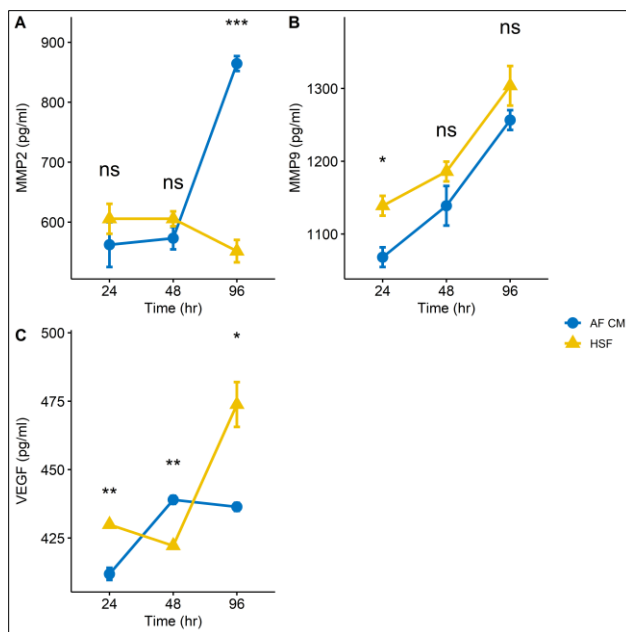 A
***
900
800
700
600
MMP2 (pg/ml)
ns
ns
24
48
96
Time (hr)
B
ns
1300
1200
1100
MMP9 (pg/ml)
*
ns
24
48
96
Time (hr)
AF CM
HSF
C
500
475
450
425
VEGF (pg/ml)
*
**
**
24
48
96
Time (hr)